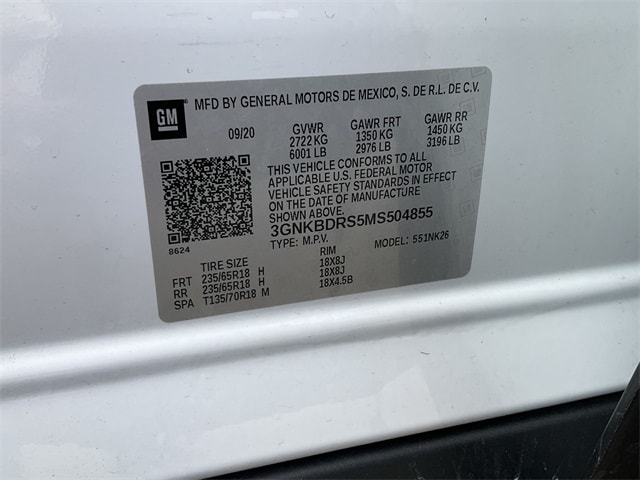 GM
MFD BY GENERAL MOTORS DE MEXICO, S. DE R.L. DE C.V.
09/20 GVWR GAWR FRT GAWR RR
2722 KG 1350 KG 1450 KG
6001 LB 2976 LB 3196 LB
THIS VEHICLE CONFORMS TO ALL
APPLICABLE U.S. FEDERAL MOTOR
VEHICLE SAFETY STANDARDS IN EFFECT
ON THE DATE OF MANUFACTURE
SHOWN ABOVE.
3GNKBDRS5MS504855
8624
TYPE: M.P.V. MODEL: 551NK26
TIRE SIZE RIM
FRT 235/65R18 H 18X8J
RR 235/65R18 H 18X8J
SPA T135/70R18 M 18X4.5B